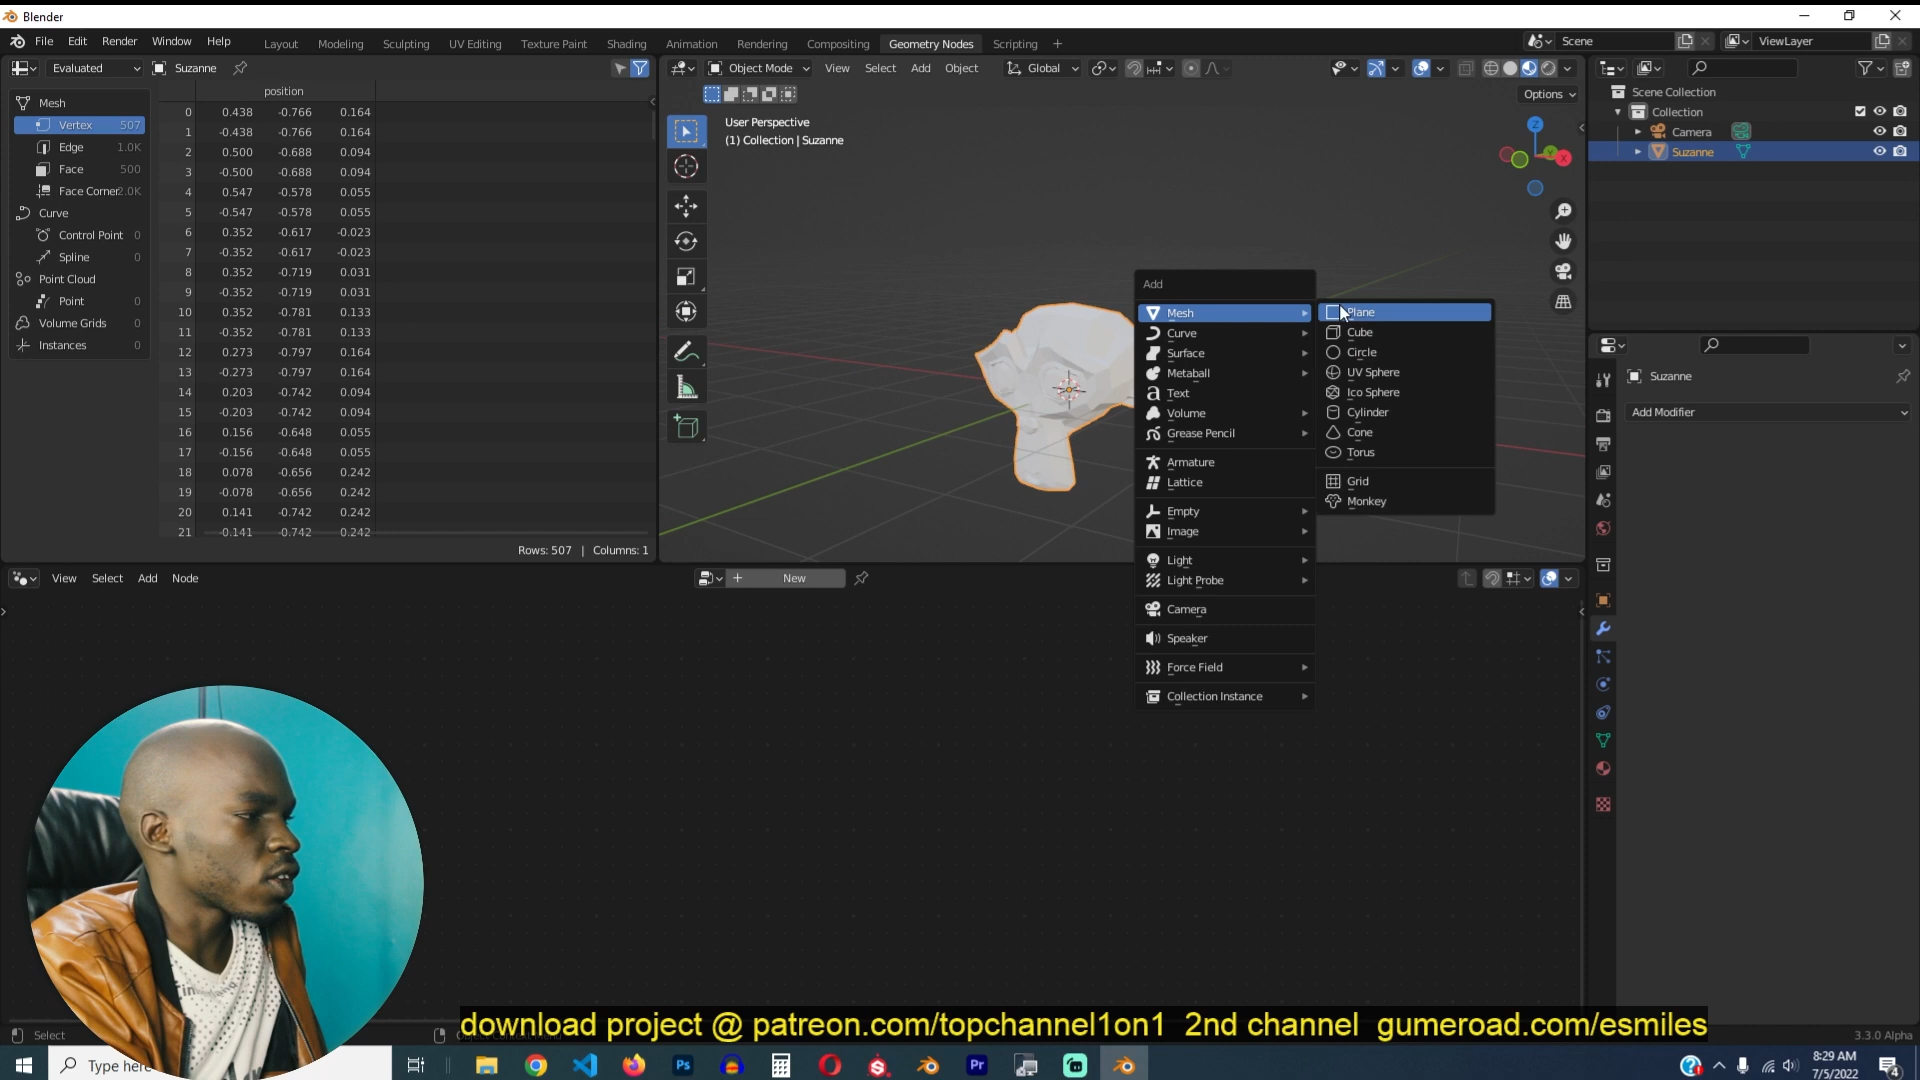 Blender
File Edit Render Window Help Layout Modeling Sculpting UV Editing Texture Paint Shading Animation Rendering Compositing Geometry Nodes Scripting + Scene ViewLayer
Evaluated Suzanne Object Mode View Select Add Object Global
Options
position
Mesh
Vertex 507
Edge 1.0K
Face 500
Face Corner 2.0K
Curve
Control Point 0
Spline 0
Point Cloud
Point 0
Volume Grids 0
Instances 0
0 0.438 -0.766 0.164
1 -0.438 -0.766 0.164
2 0.500 -0.688 0.094
3 -0.500 -0.688 0.094
4 0.547 -0.578 0.055
5 -0.547 -0.578 0.055
6 0.352 -0.617 -0.023
7 -0.352 -0.617 -0.023
8 0.352 -0.719 0.031
9 -0.352 -0.719 0.031
10 0.352 -0.781 0.133
11 -0.352 -0.781 0.133
12 0.273 -0.797 0.164
13 -0.273 -0.797 0.164
14 0.203 -0.742 0.094
15 -0.203 -0.742 0.094
16 0.156 -0.648 0.055
17 -0.156 -0.648 0.055
18 0.078 -0.656 0.242
19 -0.078 -0.656 0.242
20 0.141 -0.742 0.242
21 -0.141 -0.742 0.242
Rows: 507 | Columns: 1
User Perspective
(1) Collection | Suzanne
Z
X
Add
Mesh
Curve
Surface
Metaball
Text
Volume
Grease Pencil
Armature
Lattice
Empty
Image
Light
Light Probe
Camera
Speaker
Force Field
Collection Instance
Plane
Cube
Circle
UV Sphere
Ico Sphere
Cylinder
Cone
Torus
Grid
Monkey
Scene Collection
Collection
Camera
Suzanne
Suzanne
Add Modifier
View Select Add Node New
Select
download project @ patreon.com/topchannel1on1 2nd channel gumeroad.com/esmiles
3.3.0 Alpha
Type here
Ps
Pr
8:29 AM
7/5/2022
4